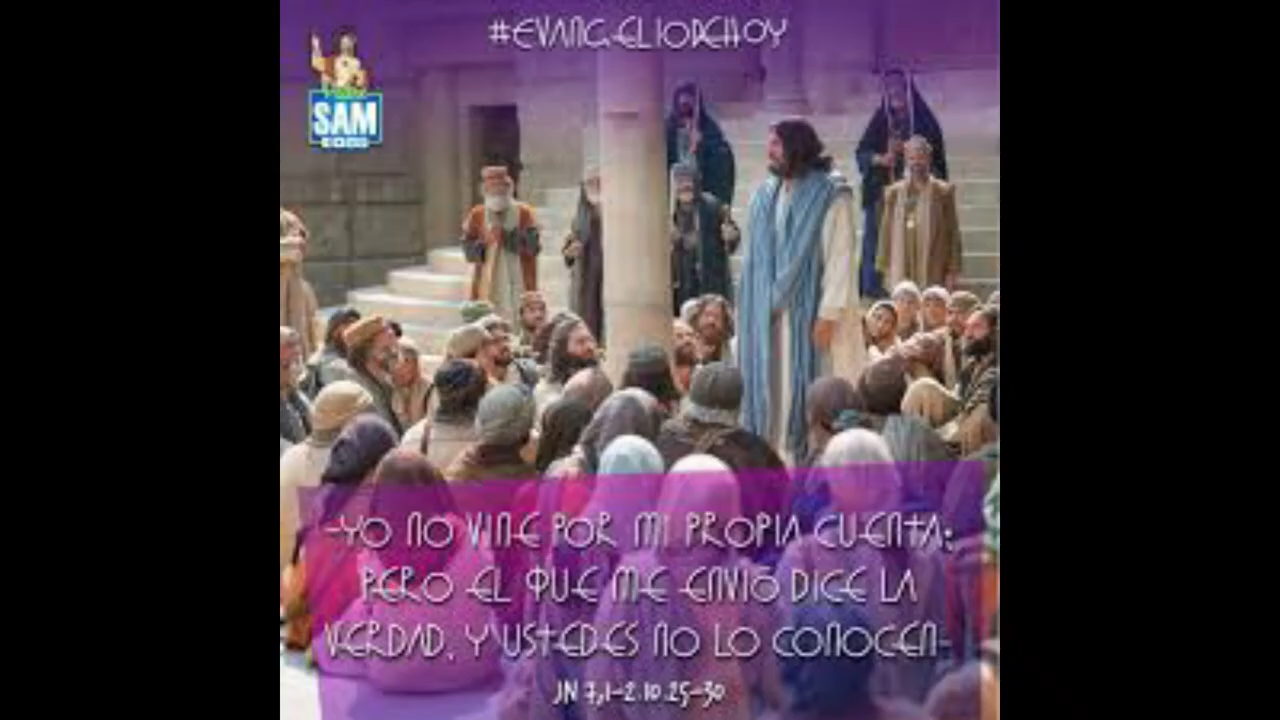 #EVANGELIODEHOY
SAM
-YO NO VINE POR MI PROPIA CUENTA;
PERO EL QUE ME ENVIÓ DICE LA
VERDAD, Y USTEDES NO LO CONOCEN-
JN 7,1-2.10.25-30